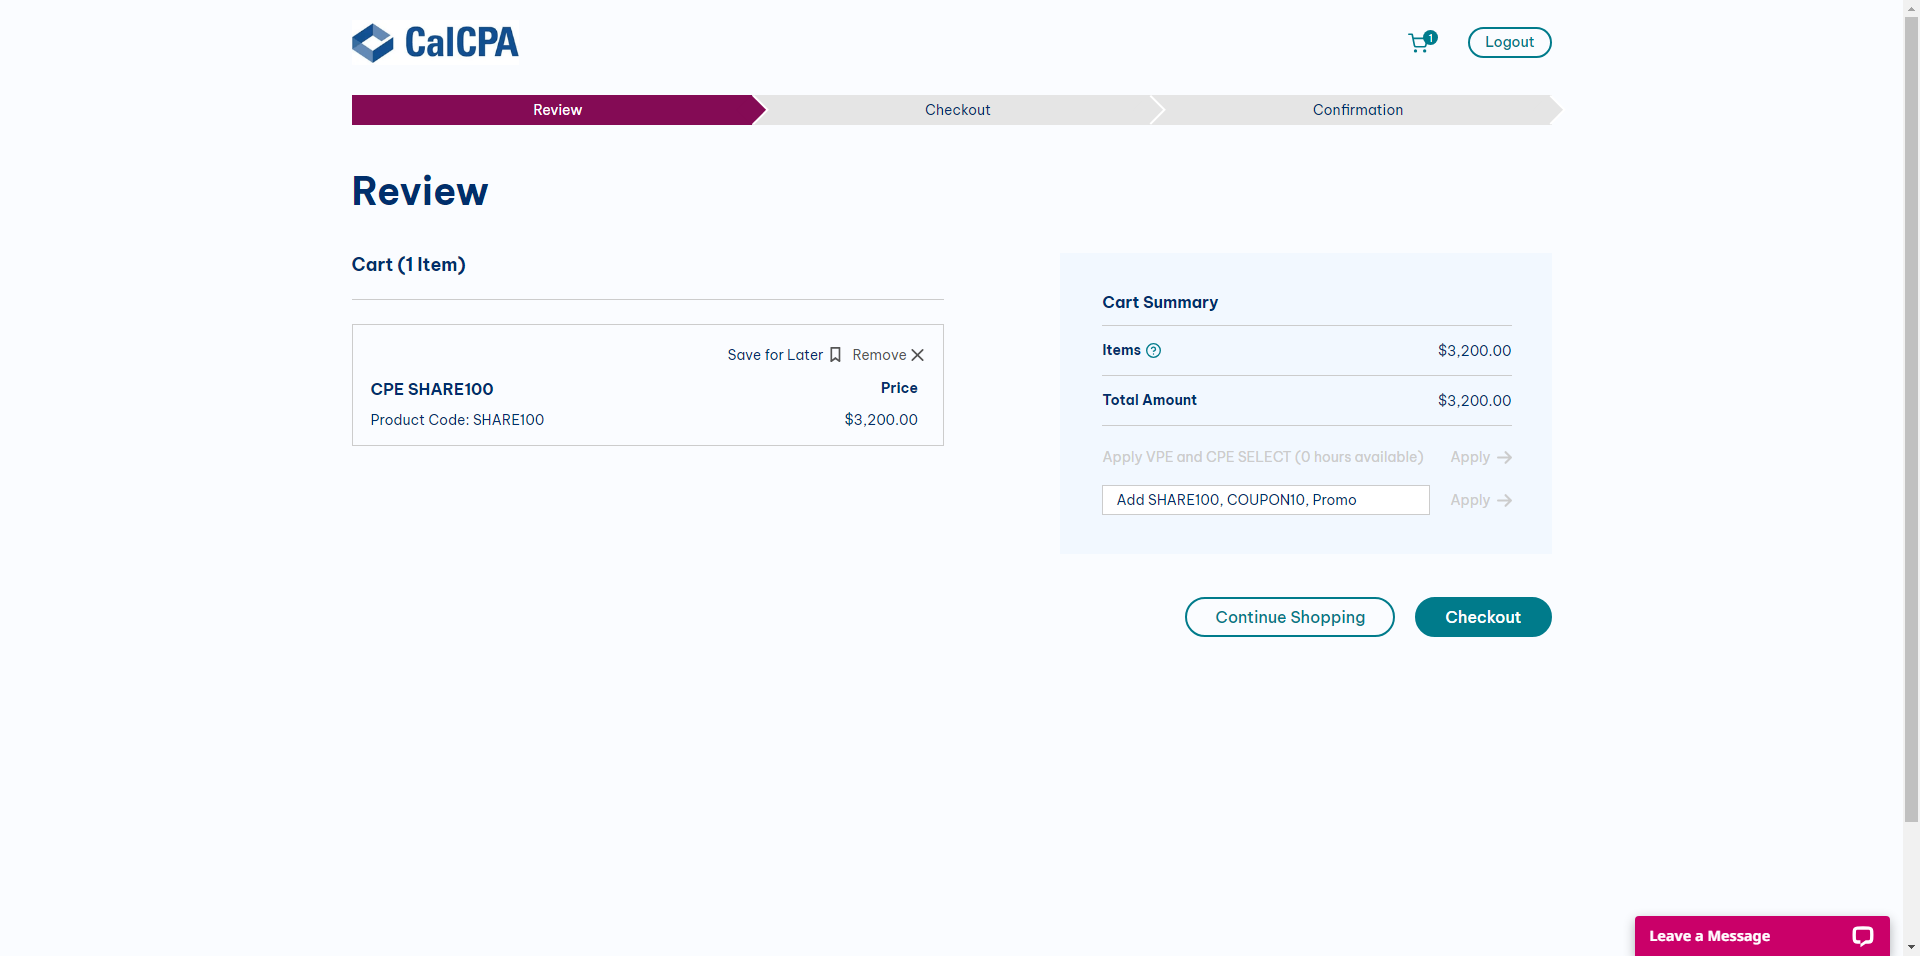 CalCPA
1
Logout
Review
Checkout
Confirmation
Review
Cart (1 Item)
Save for Later
Remove
CPE SHARE100
Price
Product Code: SHARE100
$3,200.00
Cart Summary
Items
$3,200.00
Total Amount
$3,200.00
Apply VPE and CPE SELECT (0 hours available)
Apply
Add SHARE100, COUPON10, Promo
Apply
Continue Shopping
Checkout
Leave a Message